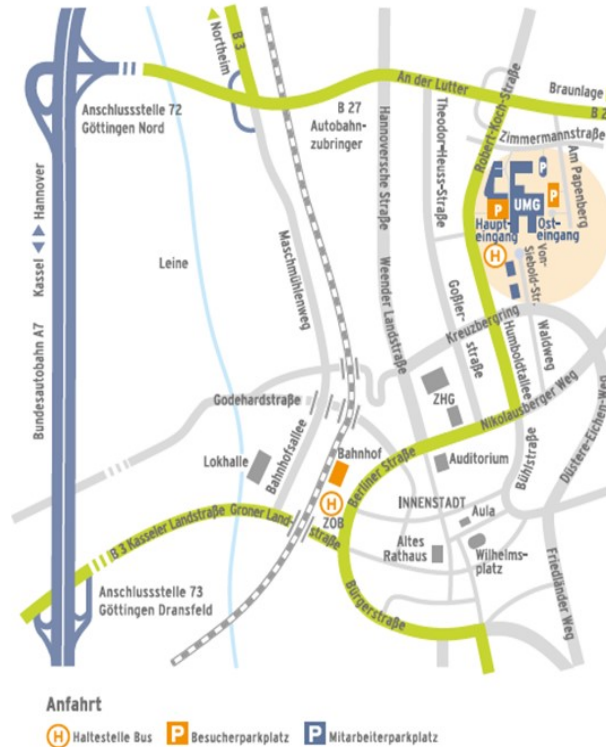 Northeim
B 3
An der Lutter
Robert-Koch-Straße
Braunlage
B 2
Anschlussstelle 72
Göttingen Nord
B 27
Autobahn-
zubringer
Hannoversche Straße
Theodor-Heuss-Straße
Zimmermannstraße
Am Papenberg
P
P
P
UMG
Haupt-
eingang
Ost-
eingang
H
Von-
Siebold-Str.
Kassel Hannover
Leine
Maschmühlenweg
Weender Landstraße
Goßler-
straße
Kreuzbergring
Humboldtallee
Waldweg
Bundesautobahn A7
Godehardstraße
ZHG
Nikolausberger Weg
Düstere-Eichen-Weg
Lokhalle
Bahnhofsallee
Bahnhof
Berliner Straße
Auditorium
Bühlstraße
H
ZOB
INNENSTADT
Aula
B 3 Kasseler Landstraße Groner Land-
straße
Altes
Rathaus
Wilhelms-
platz
Anschlussstelle 73
Göttingen Dransfeld
Bürgerstraße
Friedländer Weg
Anfahrt
H Haltestelle Bus P Besucherparkplatz P Mitarbeiterparkplatz